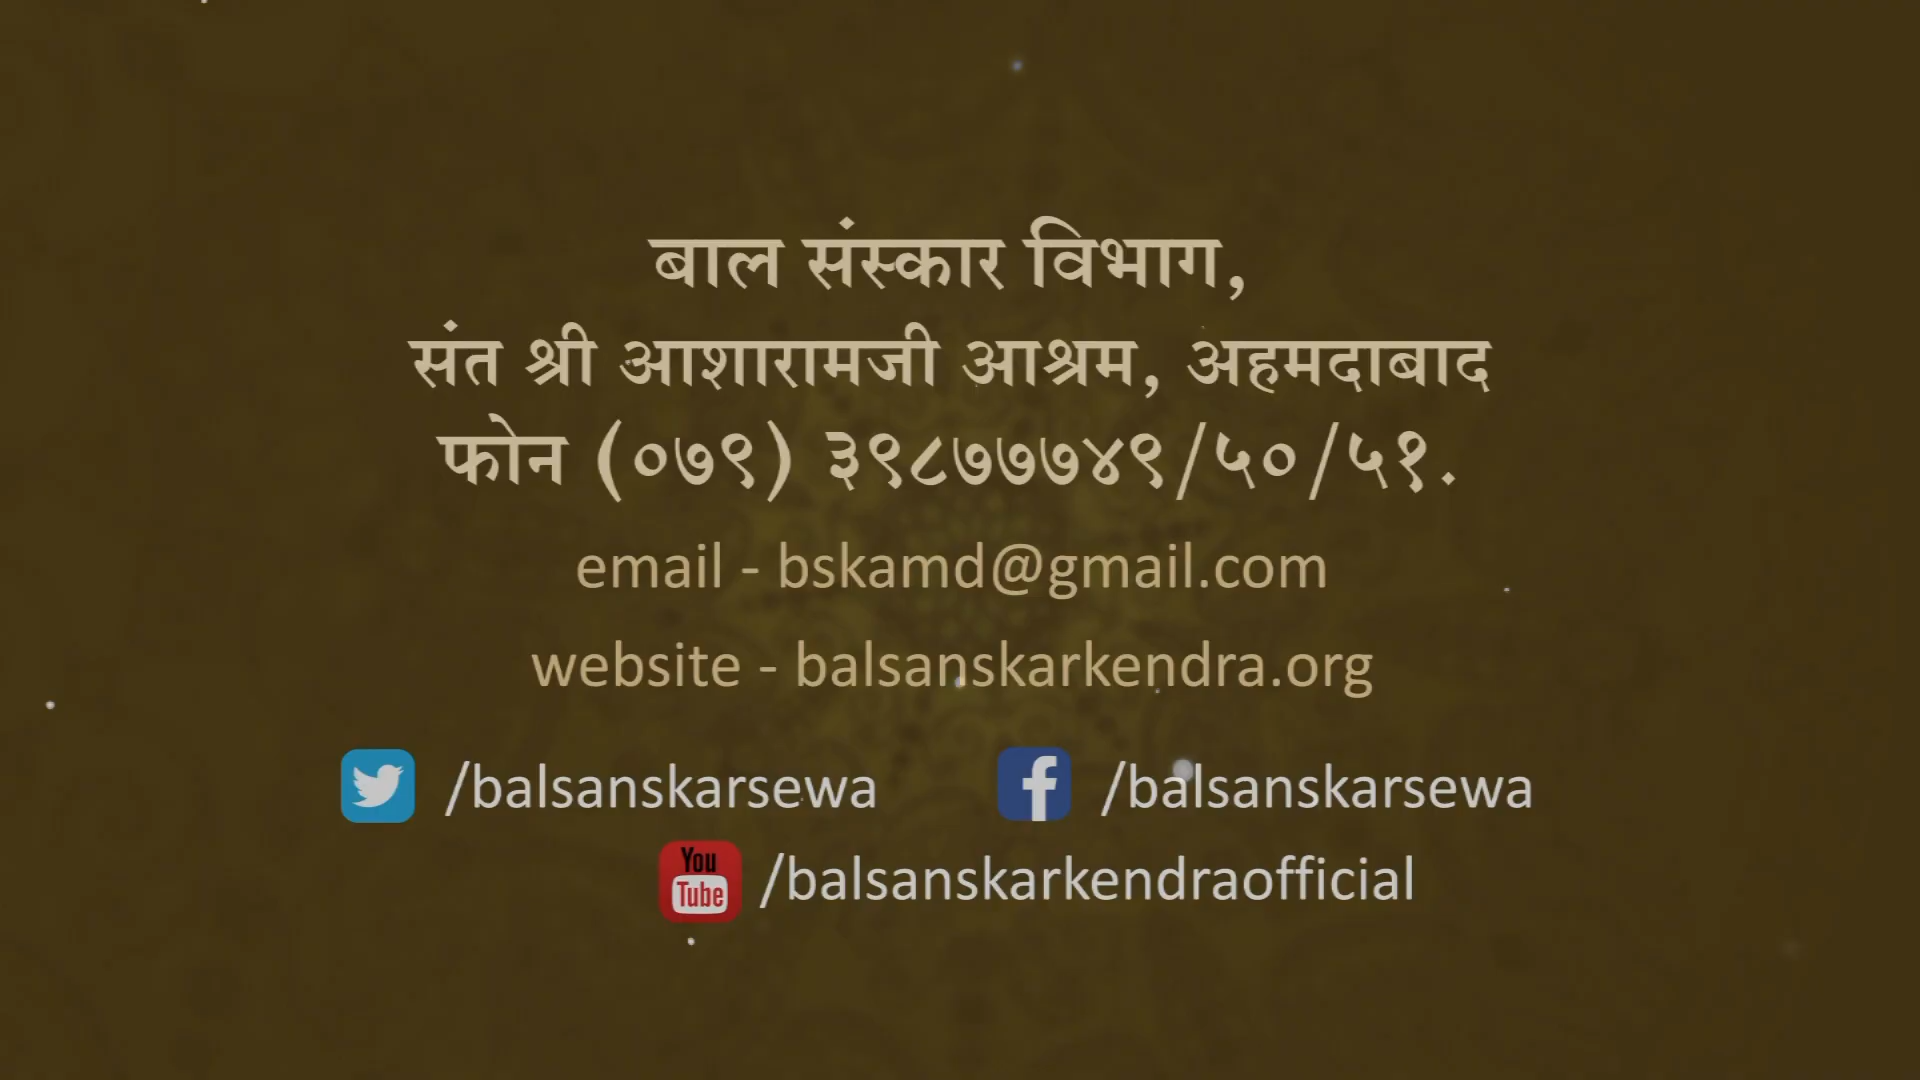 बाल संस्कार विभाग,
संत श्री आशारामजी आश्रम, अहमदाबाद
फोन (०७९) ३९८७७७४९/५०/५१.
email - bskamd@gmail.com
website - balsanskarkendra.org
/balsanskarsewa /balsanskarsewa
You Tube /balsanskarkendraofficial